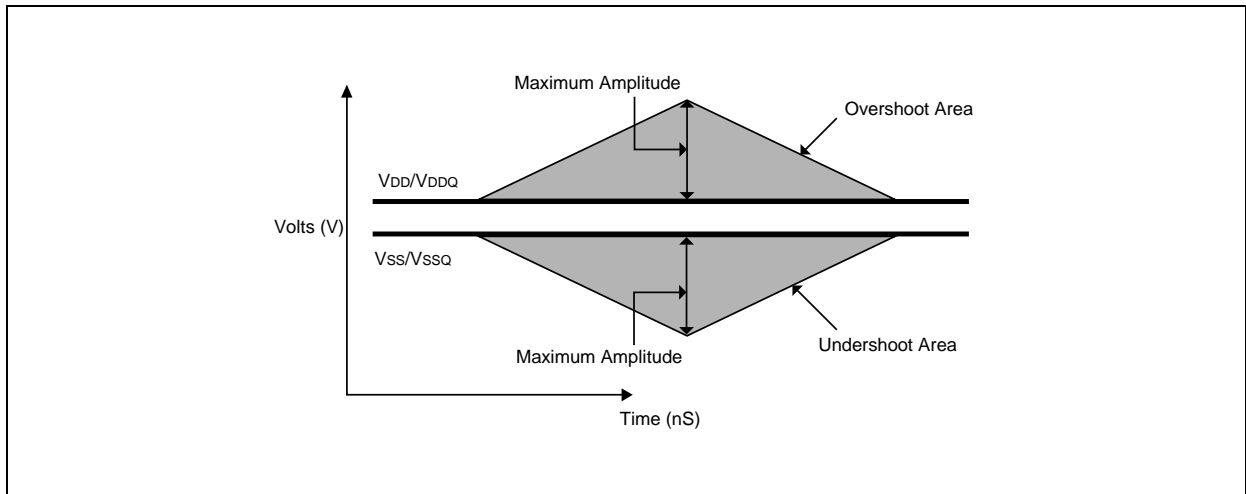 Maximum Amplitude
Overshoot Area
VDD/VDDQ
Volts (V)
VSS/VSSQ
Undershoot Area
Maximum Amplitude
Time (nS)